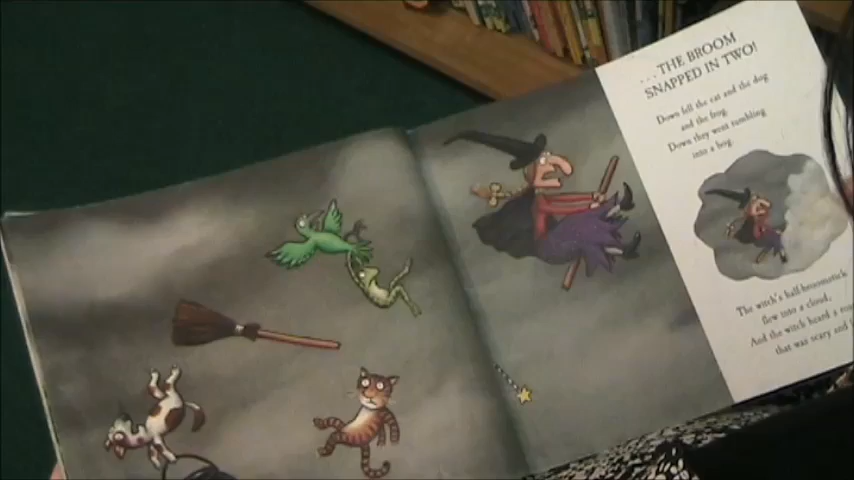 ...THE BROOM
SNAPPED IN TWO!
Down fell the cat and the dog
and the frog.
Down they went tumbling
into a bog.
The witch's half-broomstick
flew into a cloud,
And the witch heard a
that was scary and